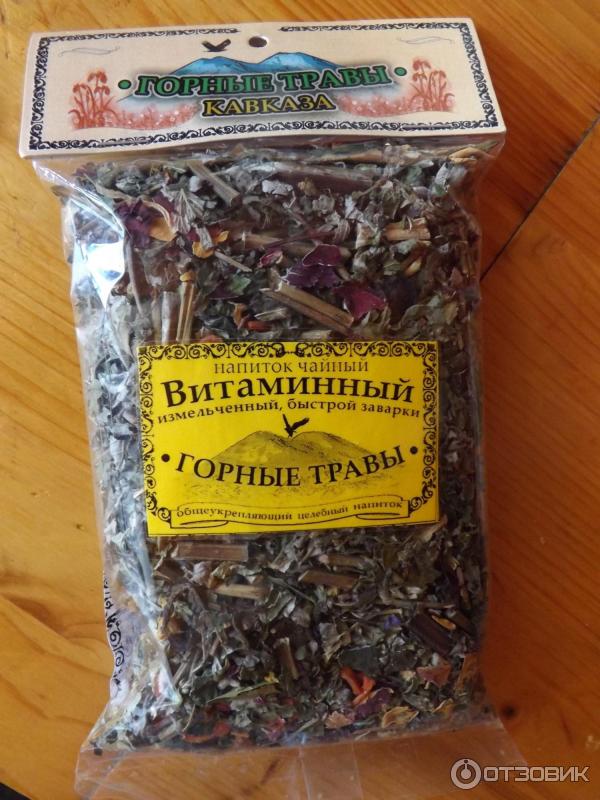 • ГОРНЫЕ ТРАВЫ •
КАВКАЗА
НАПИТОК ЧАЙНЫЙ
Витаминный
измельченный, быстрой заварки
• ГОРНЫЕ ТРАВЫ •
общеукрепляющий целебный напиток
ОТЗОВИК